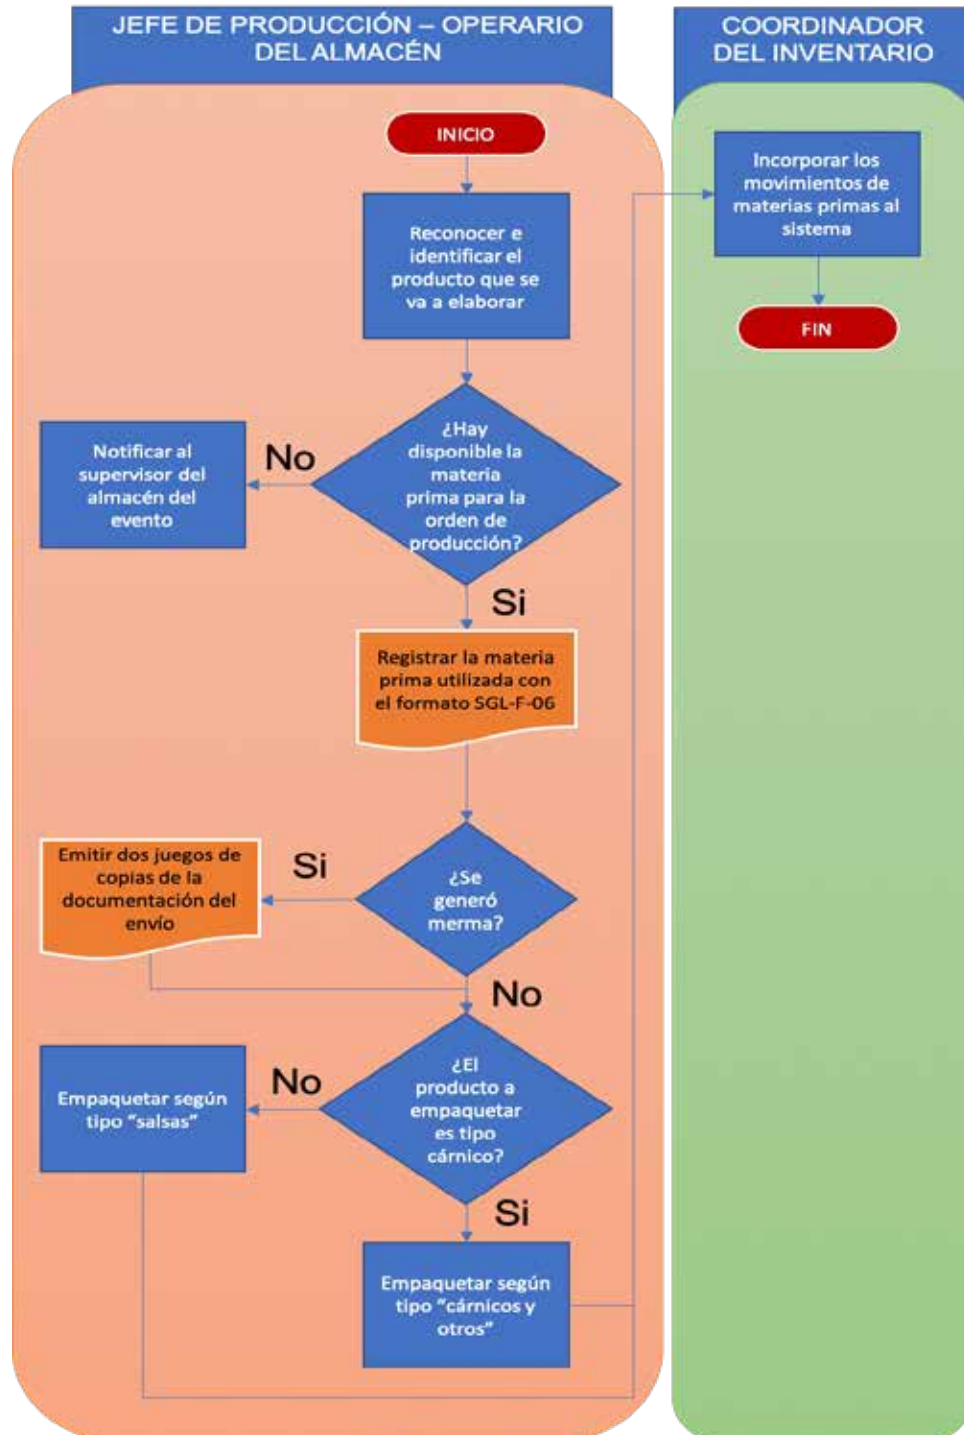 JEFE DE PRODUCCIÓN – OPERARIO
DEL ALMACÉN
COORDINADOR
DEL INVENTARIO
INICIO
Incorporar los
movimientos de
materias primas al
sistema
Reconocer e
identificar el
producto que se
va a elaborar
FIN
¿Hay
disponible la
materia
prima para la
orden de
producción?
No
Notificar al
supervisor del
almacén del
evento
Si
Registrar la materia
prima utilizada con
el formato SGL-F-06
¿Se
generó
merma?
Si
Emitir dos juegos de
copias de la
documentación del
envío
No
¿El
producto a
empaquetar
es tipo
cárnico?
No
Empaquetar según
tipo “salsas”
Si
Empaquetar según
tipo “cárnicos y
otros”